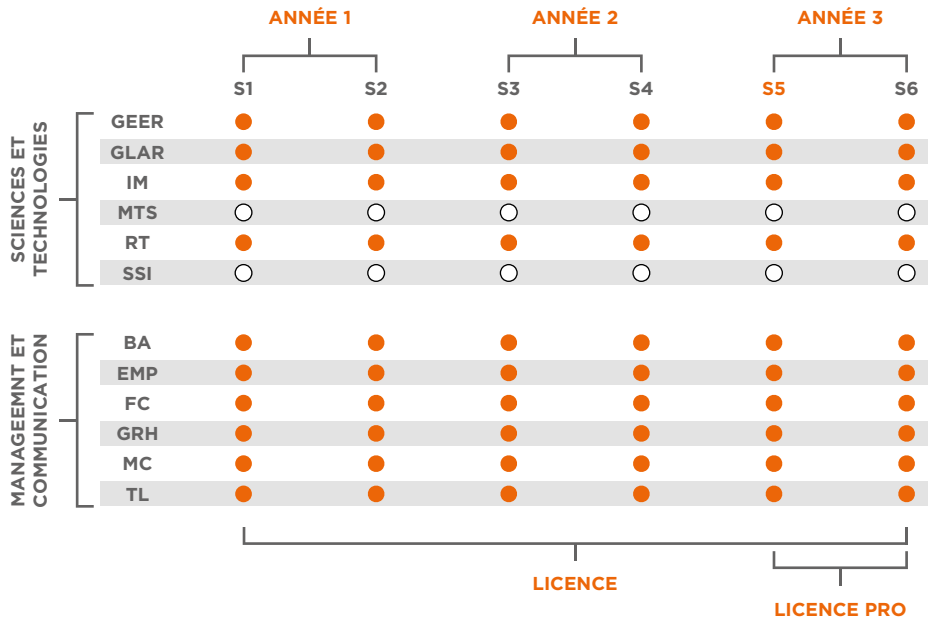 ANNÉE 1
ANNÉE 2
ANNÉE 3
S1
S2
S3
S4
S5
S6
SCIENCES ET
TECHNOLOGIES
GEER
GLAR
IM
MTS
RT
SSI
MANAGEEMNT ET
COMMUNICATION
BA
EMP
FC
GRH
MC
TL
LICENCE
LICENCE PRO